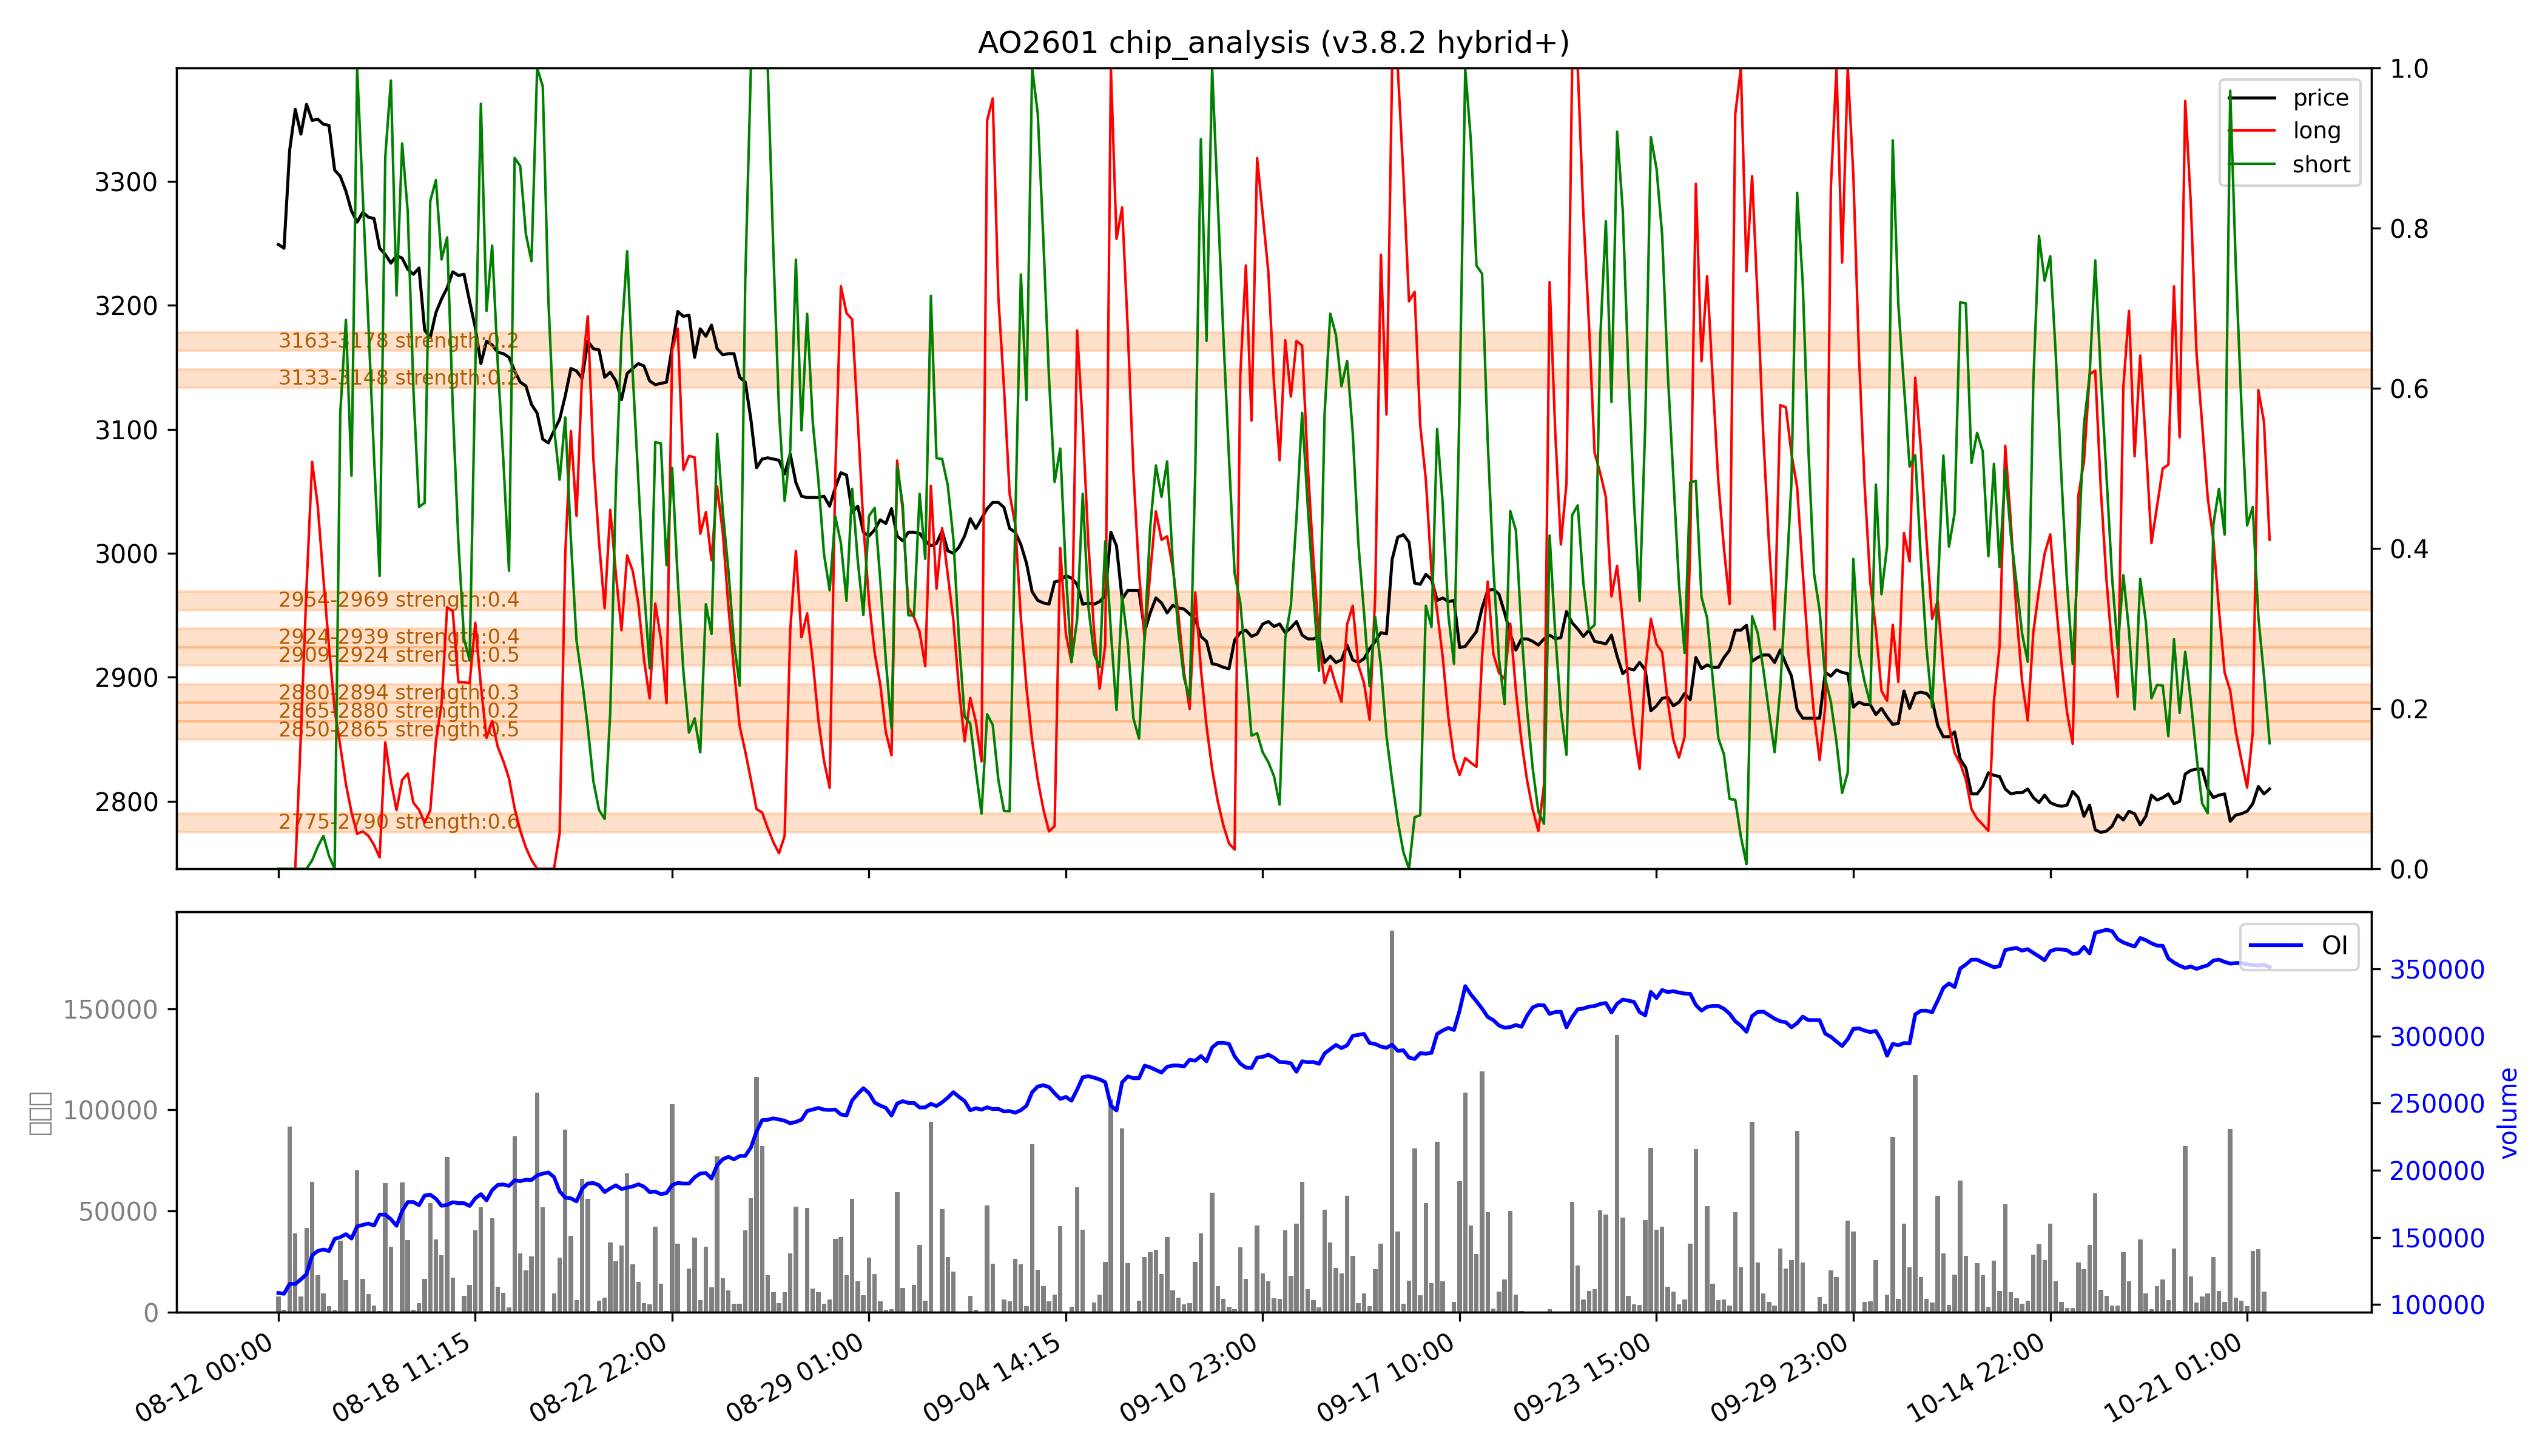 AO2601 chip_analysis (v3.8.2 hybrid+)
price
long
short
3300
3200
3100
3000
2900
2800
1.0
0.8
0.6
0.4
0.2
0.0
3163-3178 strength:0.2
3133-3148 strength:0.2
2954-2969 strength:0.4
2924-2939 strength:0.4
2909-2924 strength:0.5
2880-2894 strength:0.3
2865-2880 strength:0.2
2850-2865 strength:0.5
2775-2790 strength:0.6
OI
150000
100000
50000
0
350000
300000
250000
200000
150000
100000
volume
08-12 00:00
08-18 11:15
08-22 22:00
08-29 01:00
09-04 14:15
09-10 23:00
09-17 10:00
09-23 15:00
09-29 23:00
10-14 22:00
10-21 01:00